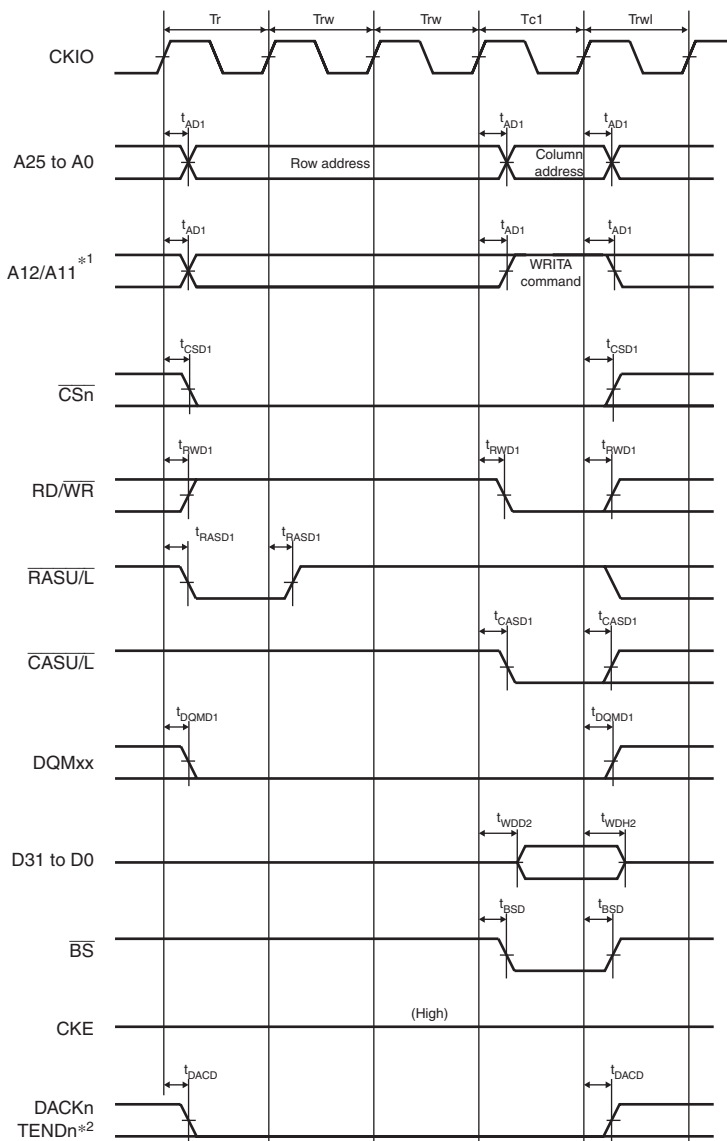 Tr Trw Trw Tc1 Trwl
CKIO
tAD1 tAD1 tAD1
A25 to A0
Row address
Column
address
tAD1 tAD1 tAD1
A12/A11*1
WRITA
command
tCSD1 tCSD1
CSn
tRWD1 tRWD1 tRWD1
RD/WR
tRASD1 tRASD1
RASU/L
tCASD1 tCASD1
CASU/L
tDQMD1 tDQMD1
DQMxx
tWDD2 tWDH2
D31 to D0
tBSD tBSD
BS
(High)
CKE
tDACD tDACD
DACKn
TENDn*2